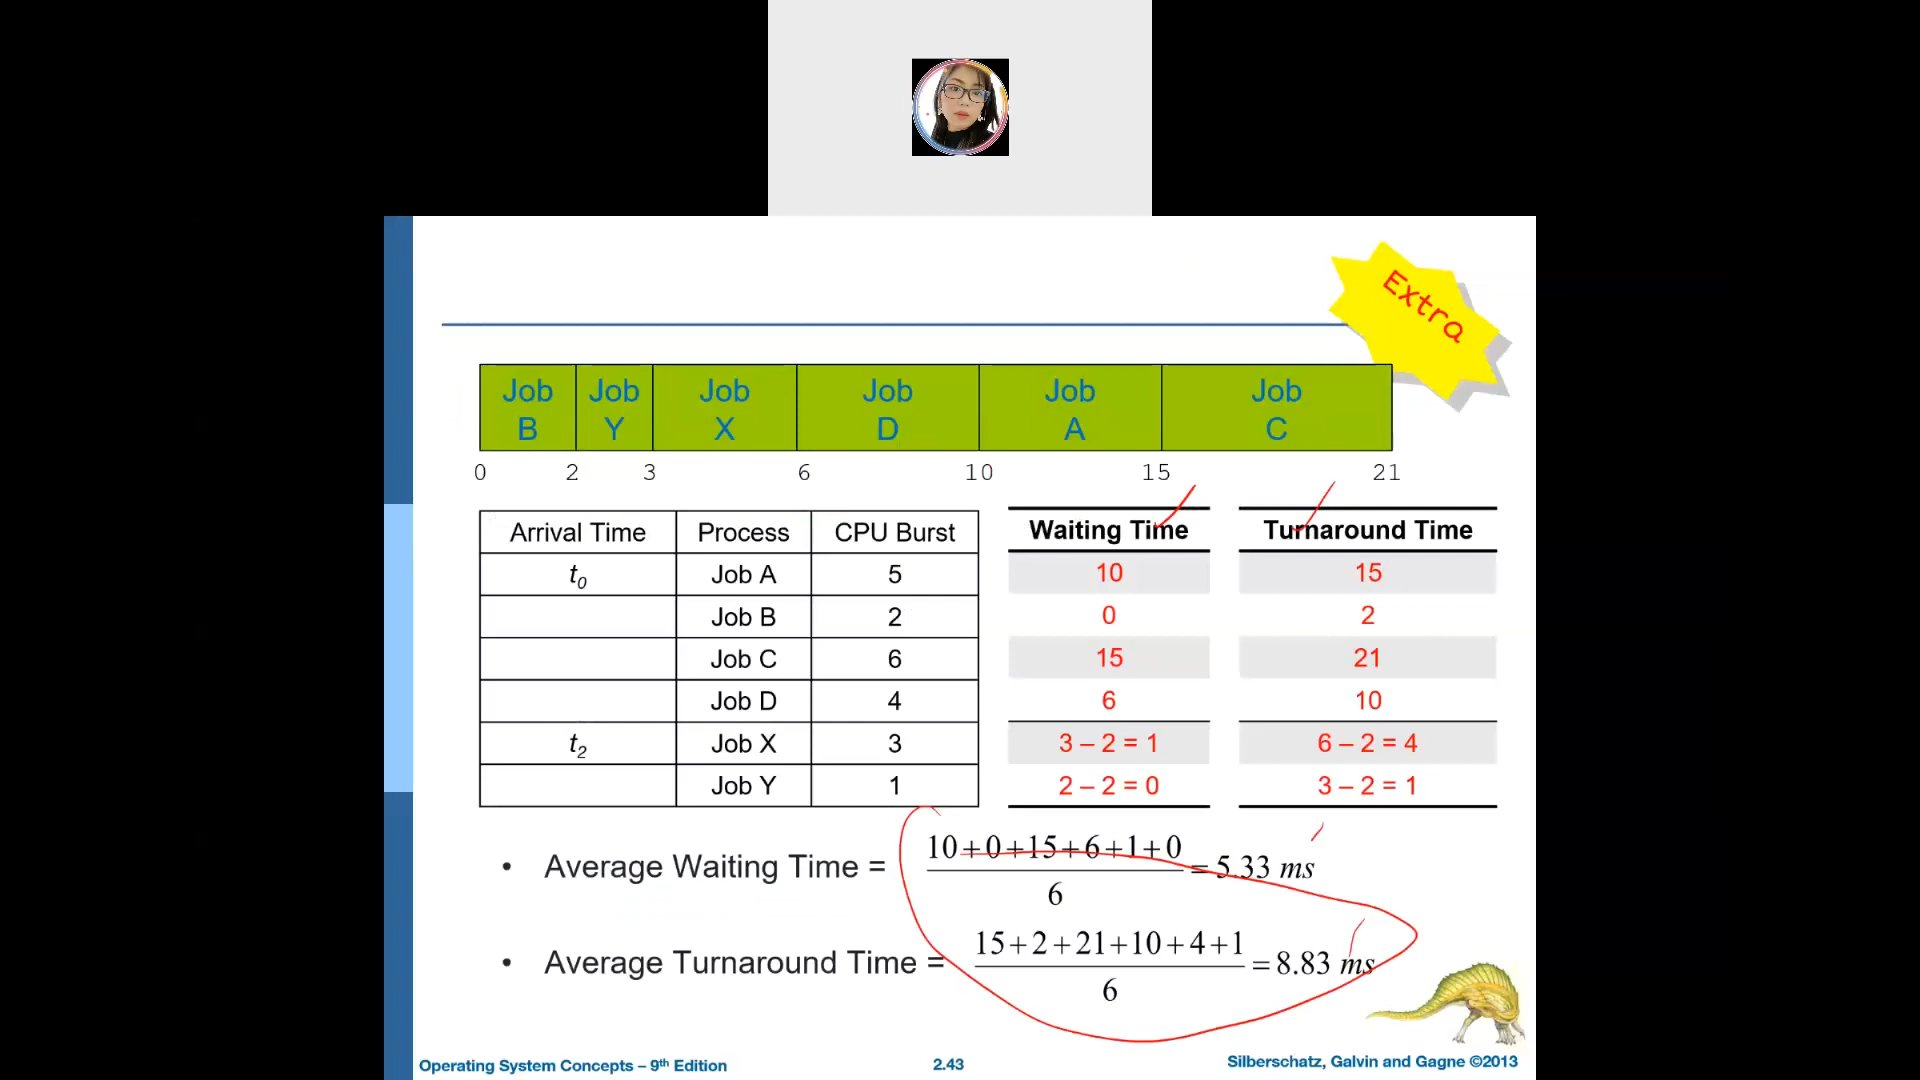 Extra
Job B Job Y Job X Job D Job A Job C
0 2 3 6 10 15 21
Arrival Time Process CPU Burst Waiting Time Turnaround Time
t0 Job A 5 10 15
Job B 2 0 2
Job C 6 15 21
Job D 4 6 10
t2 Job X 3 3 – 2 = 1 6 – 2 = 4
Job Y 1 2 – 2 = 0 3 – 2 = 1
• Average Waiting Time = 10+0+15+6+1+0 / 6 = 5.33 ms
• Average Turnaround Time = 15+2+21+10+4+1 / 6 = 8.83 ms
Operating System Concepts – 9th Edition 2.43 Silberschatz, Galvin and Gagne ©2013